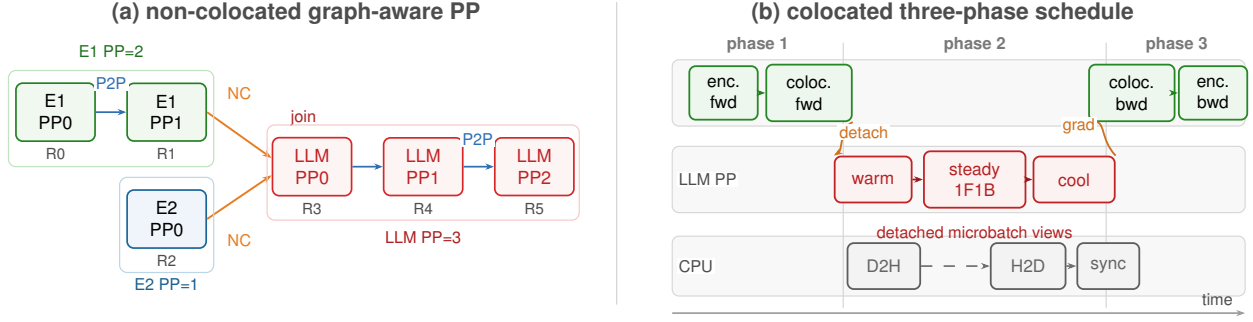 (a) non-colocated graph-aware PP
E1 PP=2
E1
PP0
P2P
E1
PP1
R0
R1
NC
join
LLM
PP0
LLM
PP1
P2P
LLM
PP2
R3
R4
R5
LLM PP=3
E2
PP0
R2
NC
E2 PP=1
(b) colocated three-phase schedule
phase 1
phase 2
phase 3
enc.
fwd
coloc.
fwd
coloc.
bwd
enc.
bwd
detach
grad
LLM PP
warm
steady
1F1B
cool
detached microbatch views
CPU
D2H
H2D
sync
time